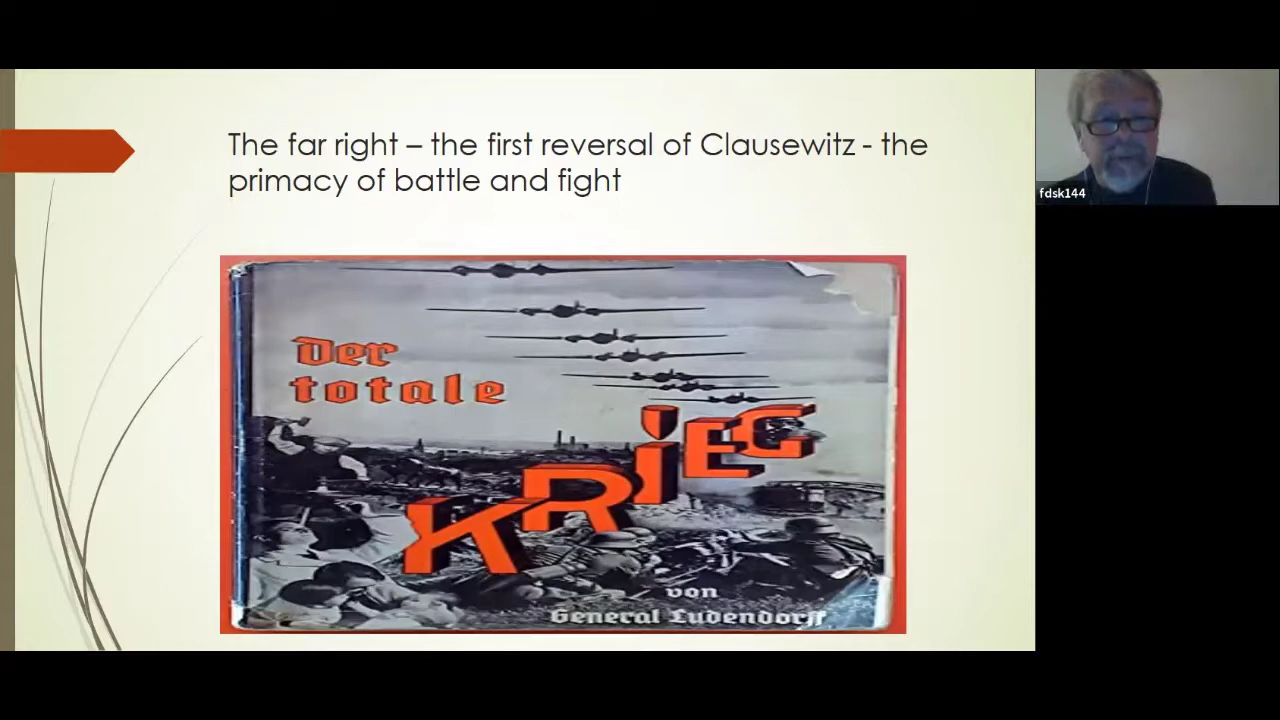 The far right – the first reversal of Clausewitz - the
primacy of battle and fight
fdsk144
der
totale
KRiEG
von
General Ludendorff